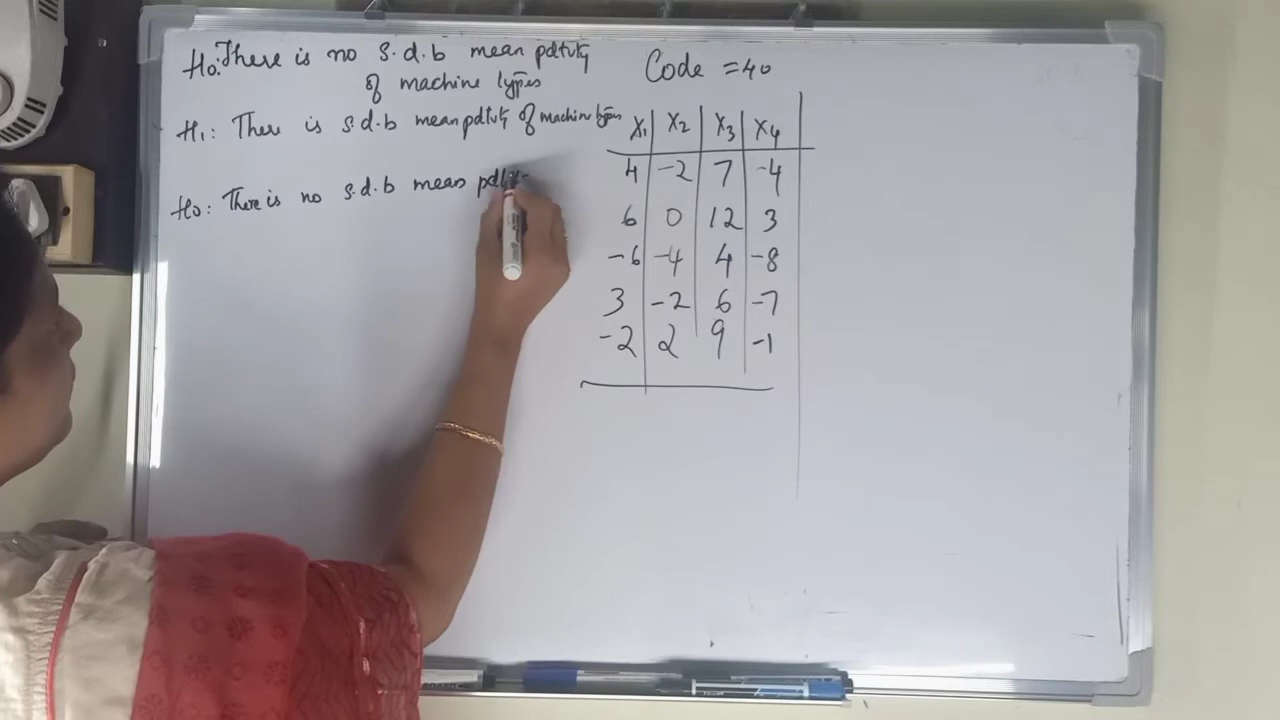 H₀: There is no s.d.b mean pdtvty
of machine types
H₁: There is s.d.b mean pdtvty of machine types
H₀: There is no s.d.b mean
Code = 40
X₁ X₂ X₃ X₄
4 -2 7 -4
6 0 12 3
-6 -4 4 -8
3 -2 6 -7
-2 2 9 -1